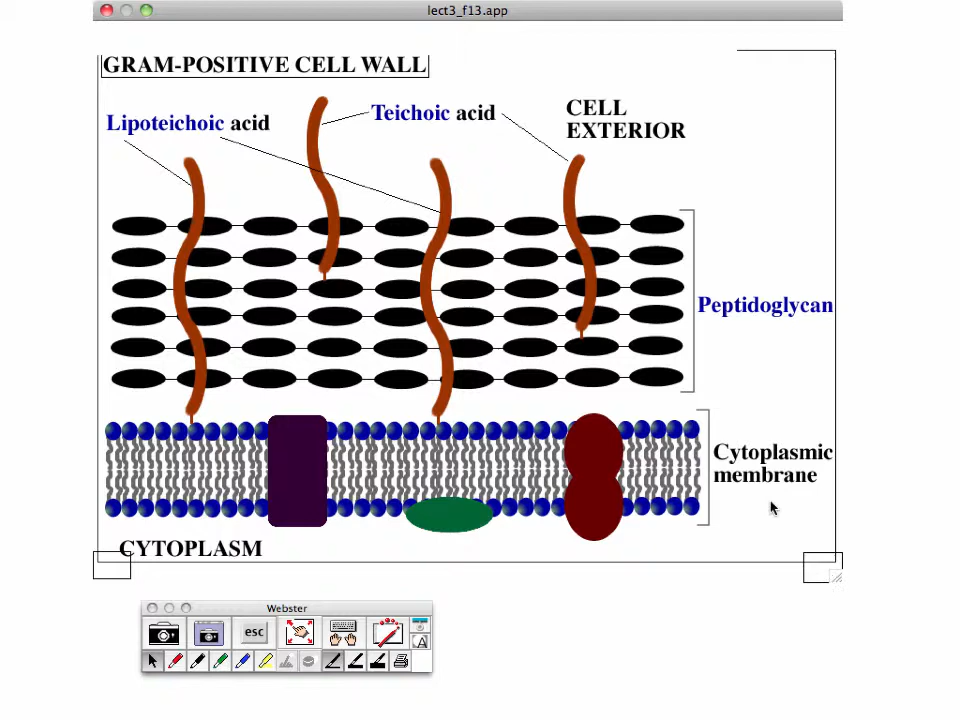 lect3_f13.app
GRAM-POSITIVE CELL WALL
Lipoteichoic acid
Teichoic acid
CELL
EXTERIOR
Peptidoglycan
Cytoplasmic
membrane
CYTOPLASM
Webster
esc
A